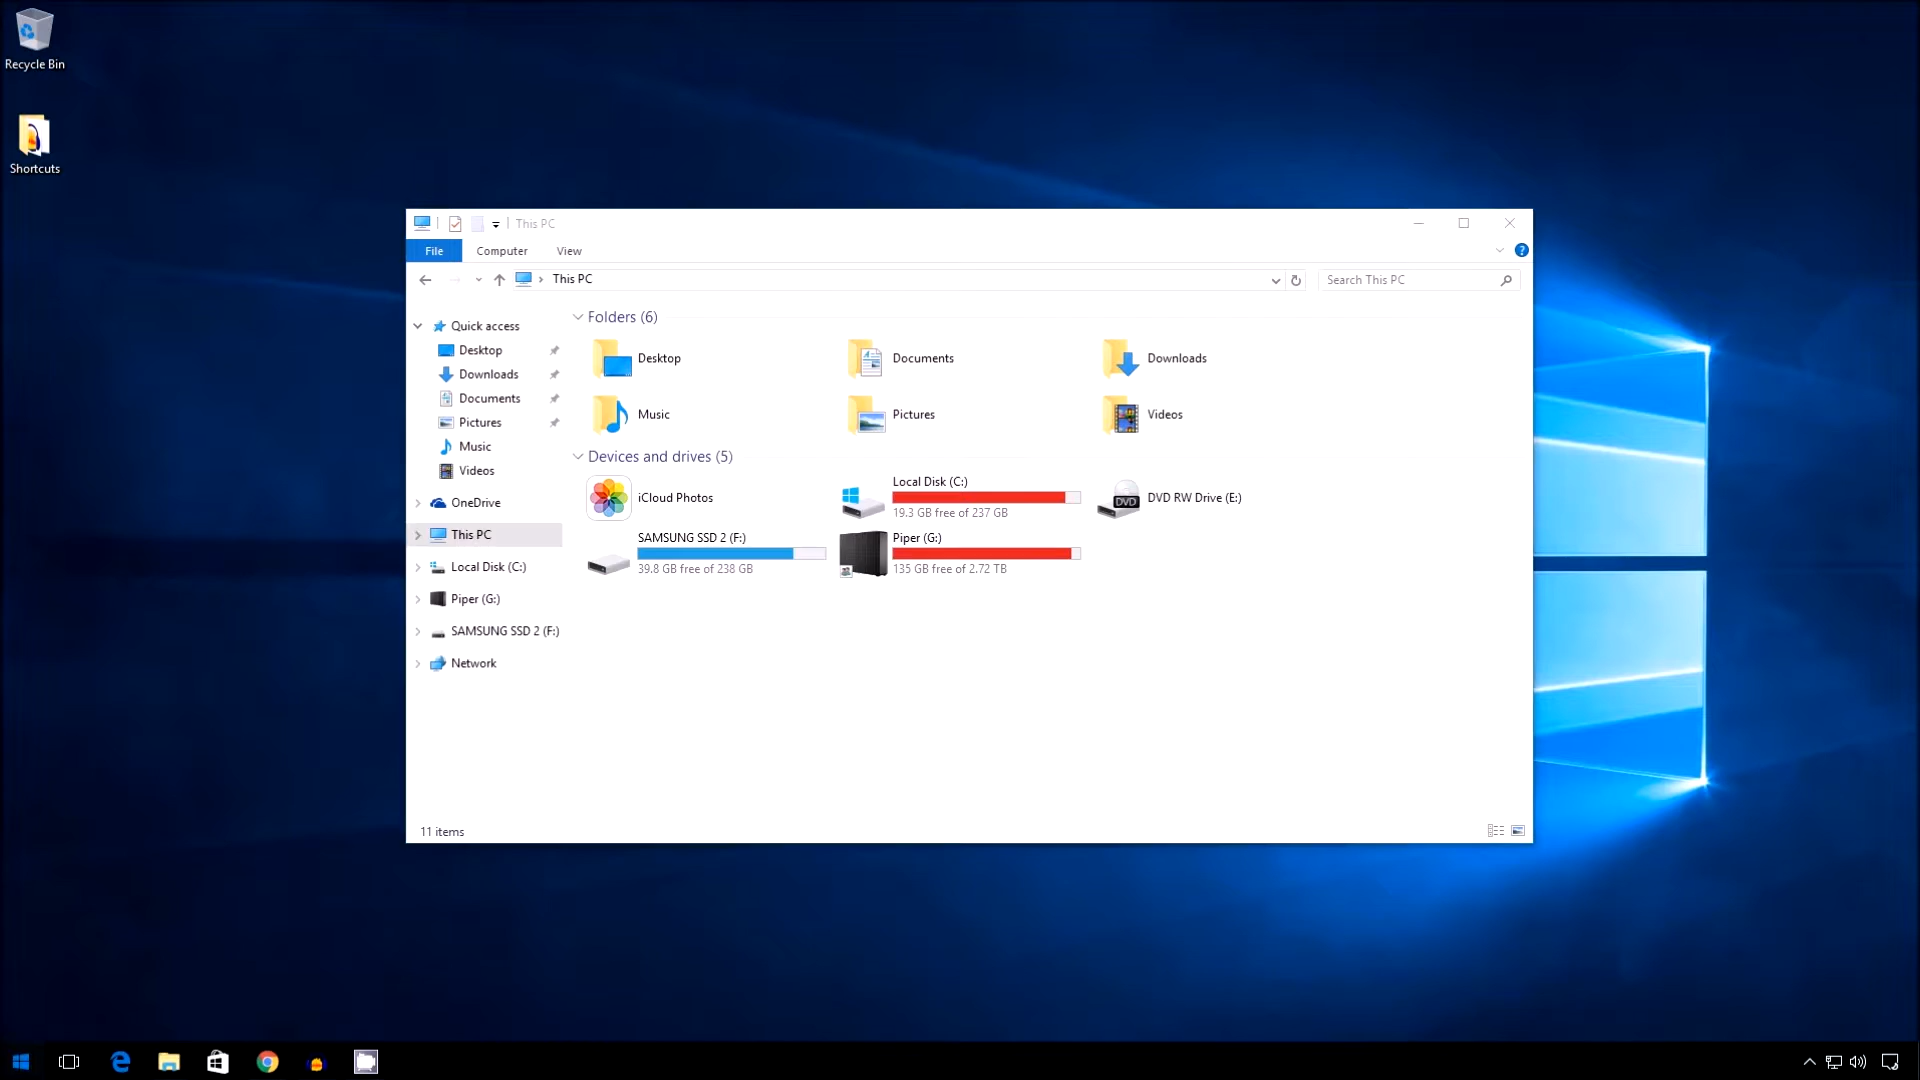 Recycle Bin
Shortcuts
This PC
File Computer View
This PC
Search This PC
Quick access
Desktop
Downloads
Documents
Pictures
Music
Videos
OneDrive
This PC
Local Disk (C:)
Piper (G:)
SAMSUNG SSD 2 (F:)
Network
Folders (6)
Desktop
Documents
Downloads
Music
Pictures
Videos
Devices and drives (5)
iCloud Photos
Local Disk (C:)
19.3 GB free of 237 GB
DVD
DVD RW Drive (E:)
SAMSUNG SSD 2 (F:)
39.8 GB free of 238 GB
Piper (G:)
135 GB free of 2.72 TB
11 items